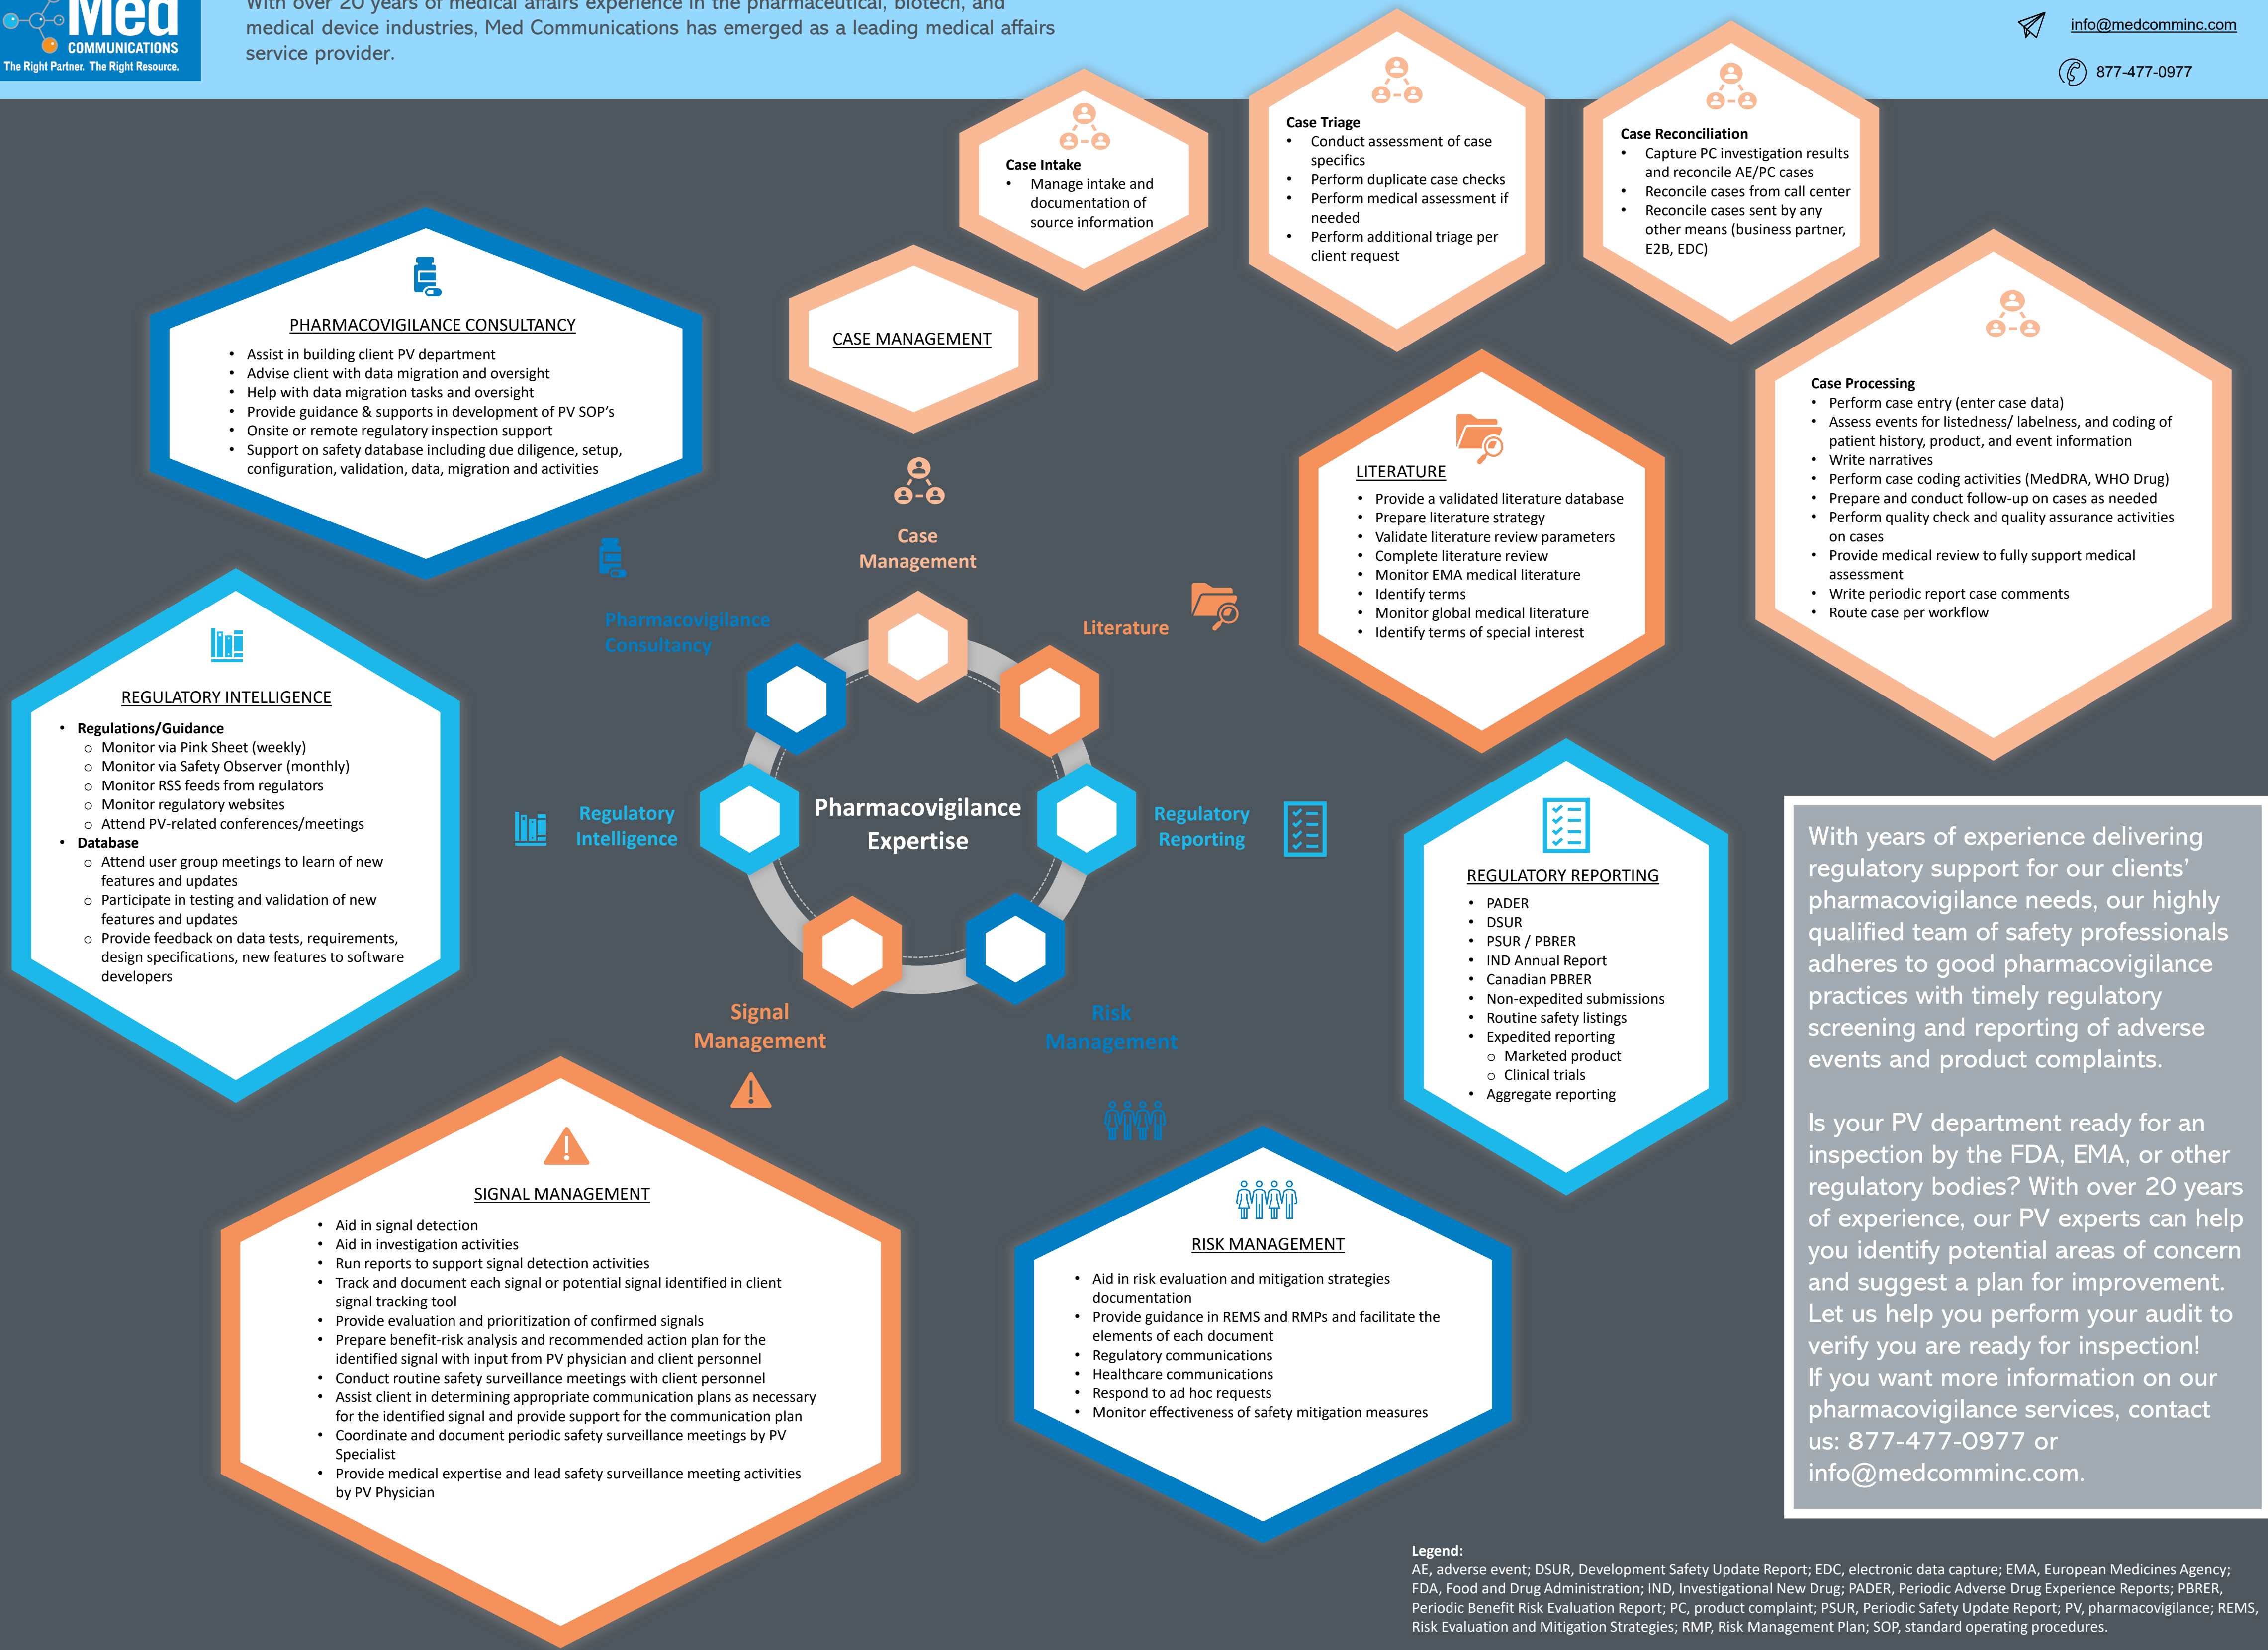 Med
COMMUNICATIONS
The Right Partner. The Right Resource.
With over 20 years of medical affairs experience in the pharmaceutical, biotech, and
medical device industries, Med Communications has emerged as a leading medical affairs
service provider.
info@medcomminc.com
877-477-0977
Case Intake
• Manage intake and
documentation of
source information
Case Triage
• Conduct assessment of case
specifics
• Perform duplicate case checks
• Perform medical assessment if
needed
• Perform additional triage per
client request
Case Reconciliation
• Capture PC investigation results
and reconcile AE/PC cases
• Reconcile cases from call center
• Reconcile cases sent by any
other means (business partner,
E2B, EDC)
CASE MANAGEMENT
Case Processing
• Perform case entry (enter case data)
• Assess events for listedness/ labelness, and coding of
patient history, product, and event information
• Write narratives
• Perform case coding activities (MedDRA, WHO Drug)
• Prepare and conduct follow-up on cases as needed
• Perform quality check and quality assurance activities
on cases
• Provide medical review to fully support medical
assessment
• Write periodic report case comments
• Route case per workflow
PHARMACOVIGILANCE CONSULTANCY
• Assist in building client PV department
• Advise client with data migration and oversight
• Help with data migration tasks and oversight
• Provide guidance & supports in development of PV SOP's
• Onsite or remote regulatory inspection support
• Support on safety database including due diligence, setup,
configuration, validation, data, migration and activities
LITERATURE
• Provide a validated literature database
• Prepare literature strategy
• Validate literature review parameters
• Complete literature review
• Monitor EMA medical literature
• Identify terms
• Monitor global medical literature
• Identify terms of special interest
Case
Management
Pharmacovigilance
Consultancy
Literature
Regulatory
Intelligence
Pharmacovigilance
Expertise
Regulatory
Reporting
Signal
Management
Risk
Management
REGULATORY INTELLIGENCE
• Regulations/Guidance
o Monitor via Pink Sheet (weekly)
o Monitor via Safety Observer (monthly)
o Monitor RSS feeds from regulators
o Monitor regulatory websites
o Attend PV-related conferences/meetings
• Database
o Attend user group meetings to learn of new
features and updates
o Participate in testing and validation of new
features and updates
o Provide feedback on data tests, requirements,
design specifications, new features to software
developers
REGULATORY REPORTING
• PADER
• DSUR
• PSUR / PBRER
• IND Annual Report
• Canadian PBRER
• Non-expedited submissions
• Routine safety listings
• Expedited reporting
o Marketed product
o Clinical trials
• Aggregate reporting
SIGNAL MANAGEMENT
• Aid in signal detection
• Aid in investigation activities
• Run reports to support signal detection activities
• Track and document each signal or potential signal identified in client
signal tracking tool
• Provide evaluation and prioritization of confirmed signals
• Prepare benefit-risk analysis and recommended action plan for the
identified signal with input from PV physician and client personnel
• Conduct routine safety surveillance meetings with client personnel
• Assist client in determining appropriate communication plans as necessary
for the identified signal and provide support for the communication plan
• Coordinate and document periodic safety surveillance meetings by PV
Specialist
• Provide medical expertise and lead safety surveillance meeting activities
by PV Physician
RISK MANAGEMENT
• Aid in risk evaluation and mitigation strategies
documentation
• Provide guidance in REMS and RMPs and facilitate the
elements of each document
• Regulatory communications
• Healthcare communications
• Respond to ad hoc requests
• Monitor effectiveness of safety mitigation measures
With years of experience delivering
regulatory support for our clients'
pharmacovigilance needs, our highly
qualified team of safety professionals
adheres to good pharmacovigilance
practices with timely regulatory
screening and reporting of adverse
events and product complaints.
Is your PV department ready for an
inspection by the FDA, EMA, or other
regulatory bodies? With over 20 years
of experience, our PV experts can help
you identify potential areas of concern
and suggest a plan for improvement.
Let us help you perform your audit to
verify you are ready for inspection!
If you want more information on our
pharmacovigilance services, contact
us: 877-477-0977 or
info@medcomminc.com.
Legend:
AE, adverse event; DSUR, Development Safety Update Report; EDC, electronic data capture; EMA, European Medicines Agency;
FDA, Food and Drug Administration; IND, Investigational New Drug; PADER, Periodic Adverse Drug Experience Reports; PBRER,
Periodic Benefit Risk Evaluation Report; PC, product complaint; PSUR, Periodic Safety Update Report; PV, pharmacovigilance; REMS,
Risk Evaluation and Mitigation Strategies; RMP, Risk Management Plan; SOP, standard operating procedures.